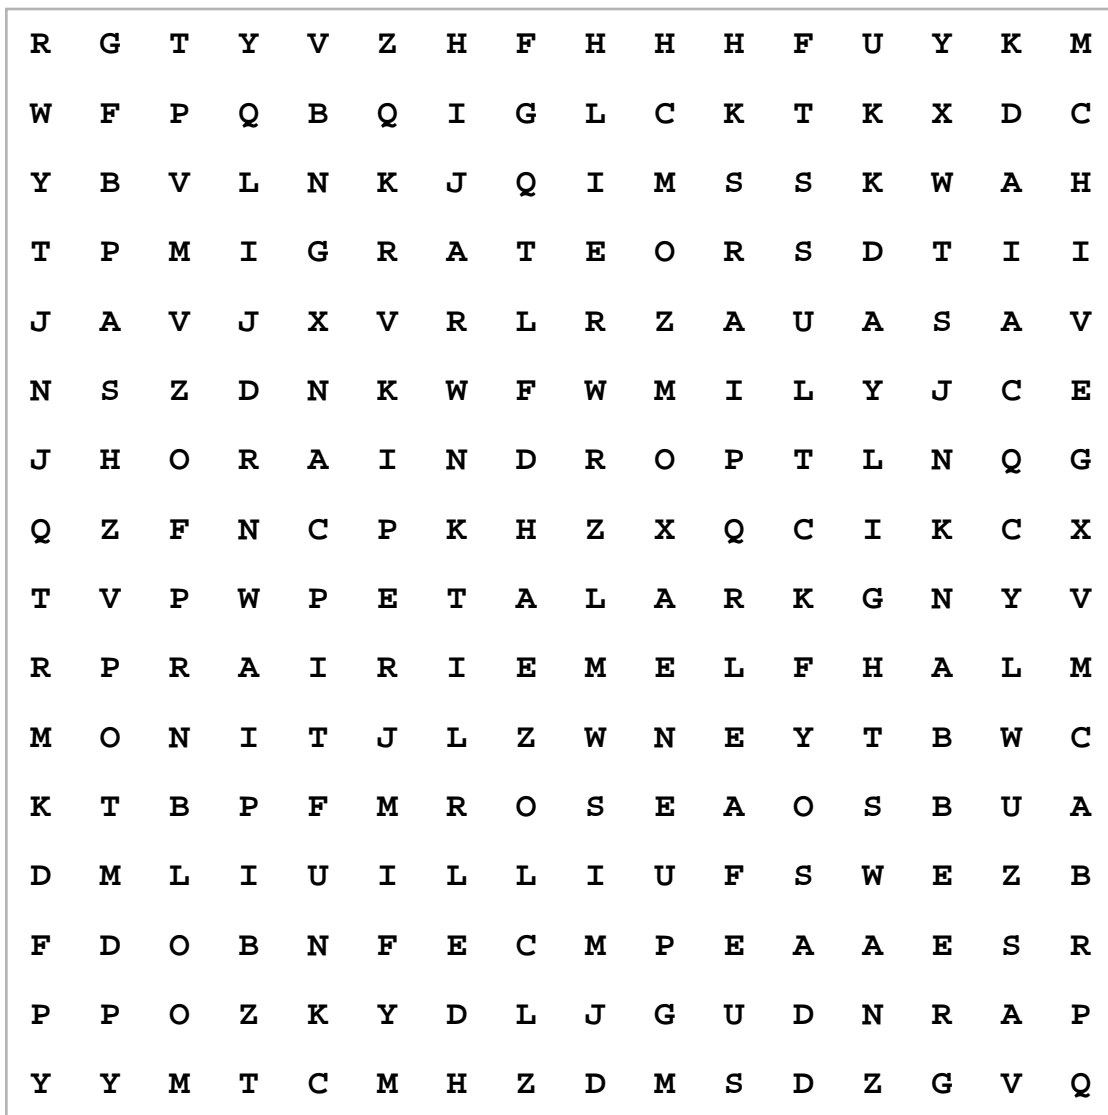 R G T Y V Z H F H H H F U Y K M
W F P Q B Q I G L C K T K X D C
Y B V L N K J Q I M S S K W A H
T P M I G R A T E O R S D T I I
J A V J X V R L R Z A U A S A V
N S Z D N K W F W M I L Y J C E
J H O R A I N D R O P T L N Q G
Q Z F N C P K H Z X Q C I K C X
T V P W P E T A L A R K G N Y V
R P R A I R I E M E L F H A L M
M O N I T J L Z W N E Y T B W C
K T B P F M R O S E A O S B U A
D M L I U I L L I U F S W E Z B
F D O B N F E C M P E A A E S R
P P O Z K Y D L J G U D N R A P
Y Y M T C M H Z D M S D Z G V Q